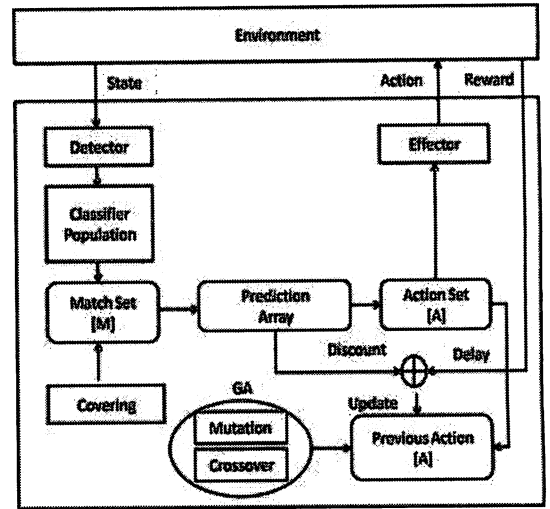 Environment
State
Action
Reward
Detector
Effector
Classifier
Population
Match Set
[M]
Prediction
Array
Action Set
[A]
Discount
Delay
Covering
GA
Update
Mutation
Crossover
Previous Action
[A]